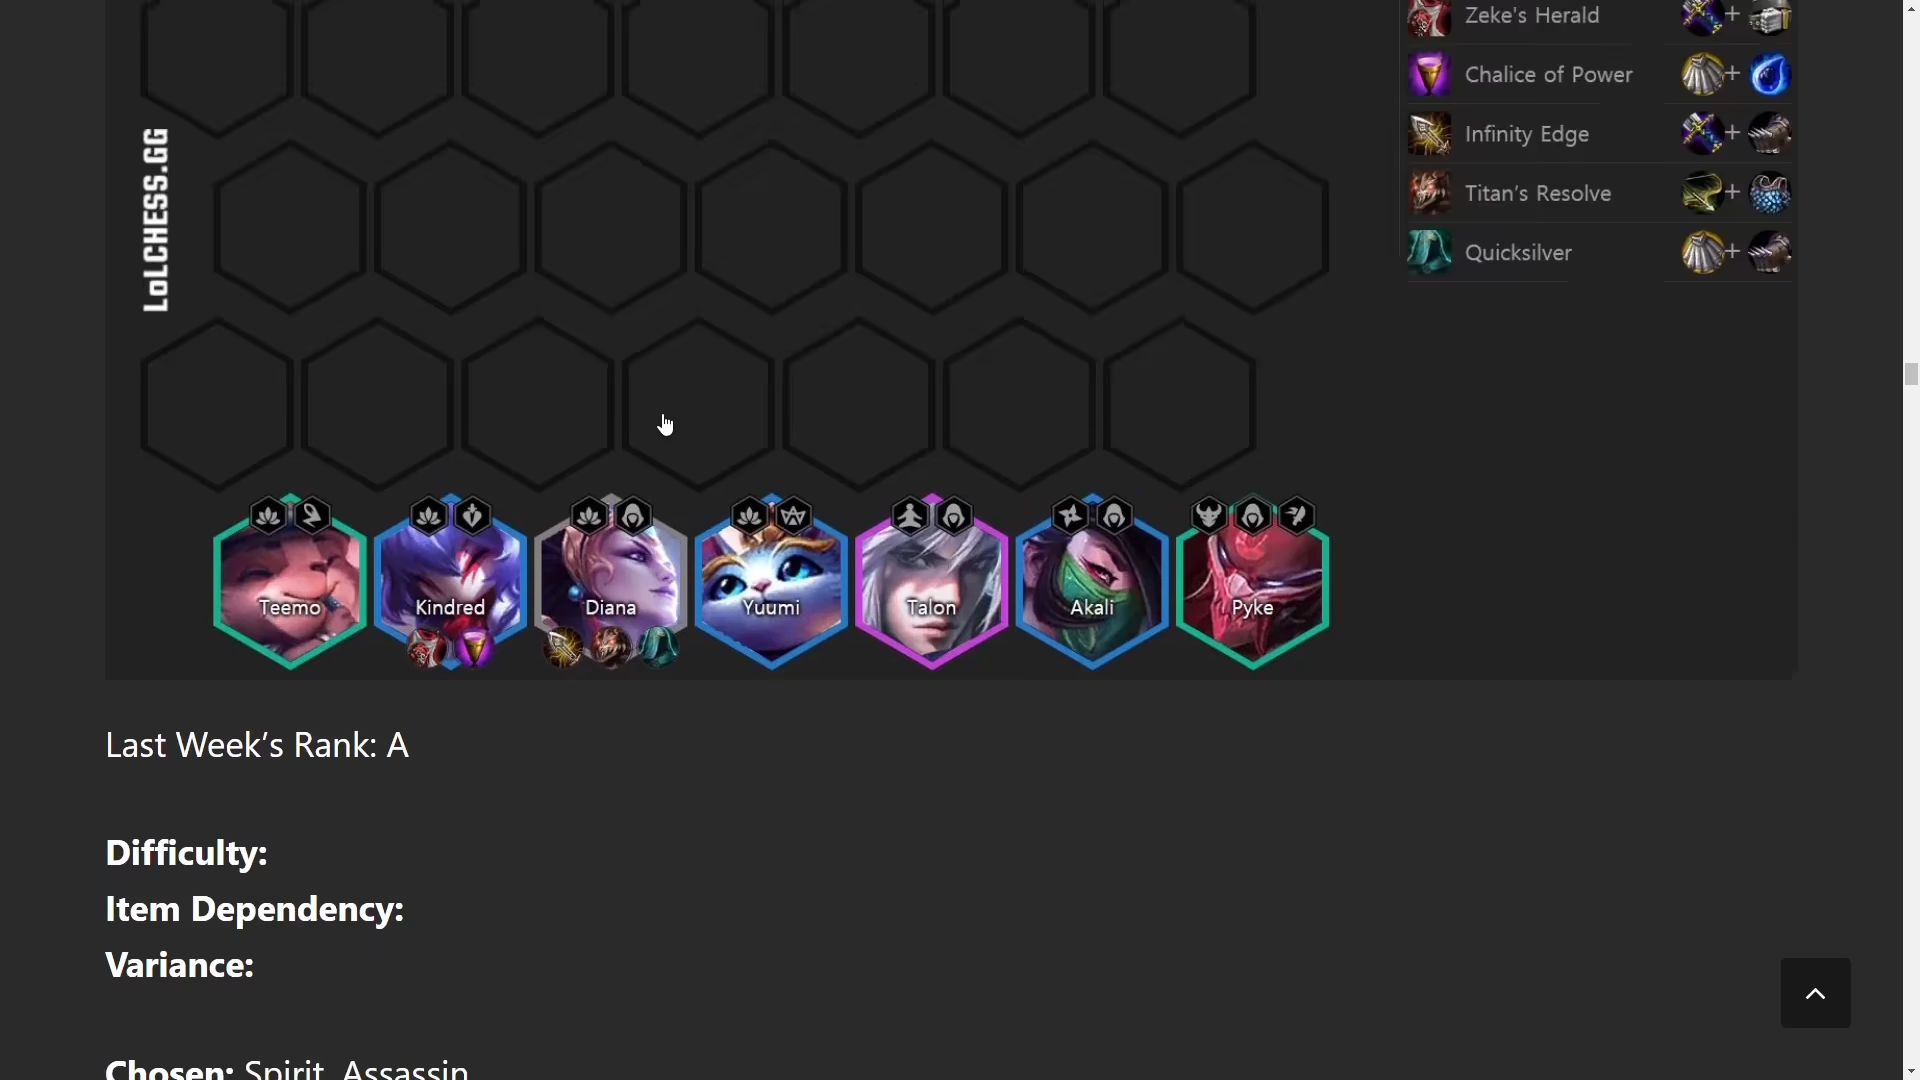 Zeke's Herald
Chalice of Power
Infinity Edge
Titan’s Resolve
Quicksilver
LoLCHESS.GG
Teemo
Kindred
Diana
Yuumi
Talon
Akali
Pyke
Last Week’s Rank: A
Difficulty:
Item Dependency:
Variance:
Chosen: Spirit, Assassin